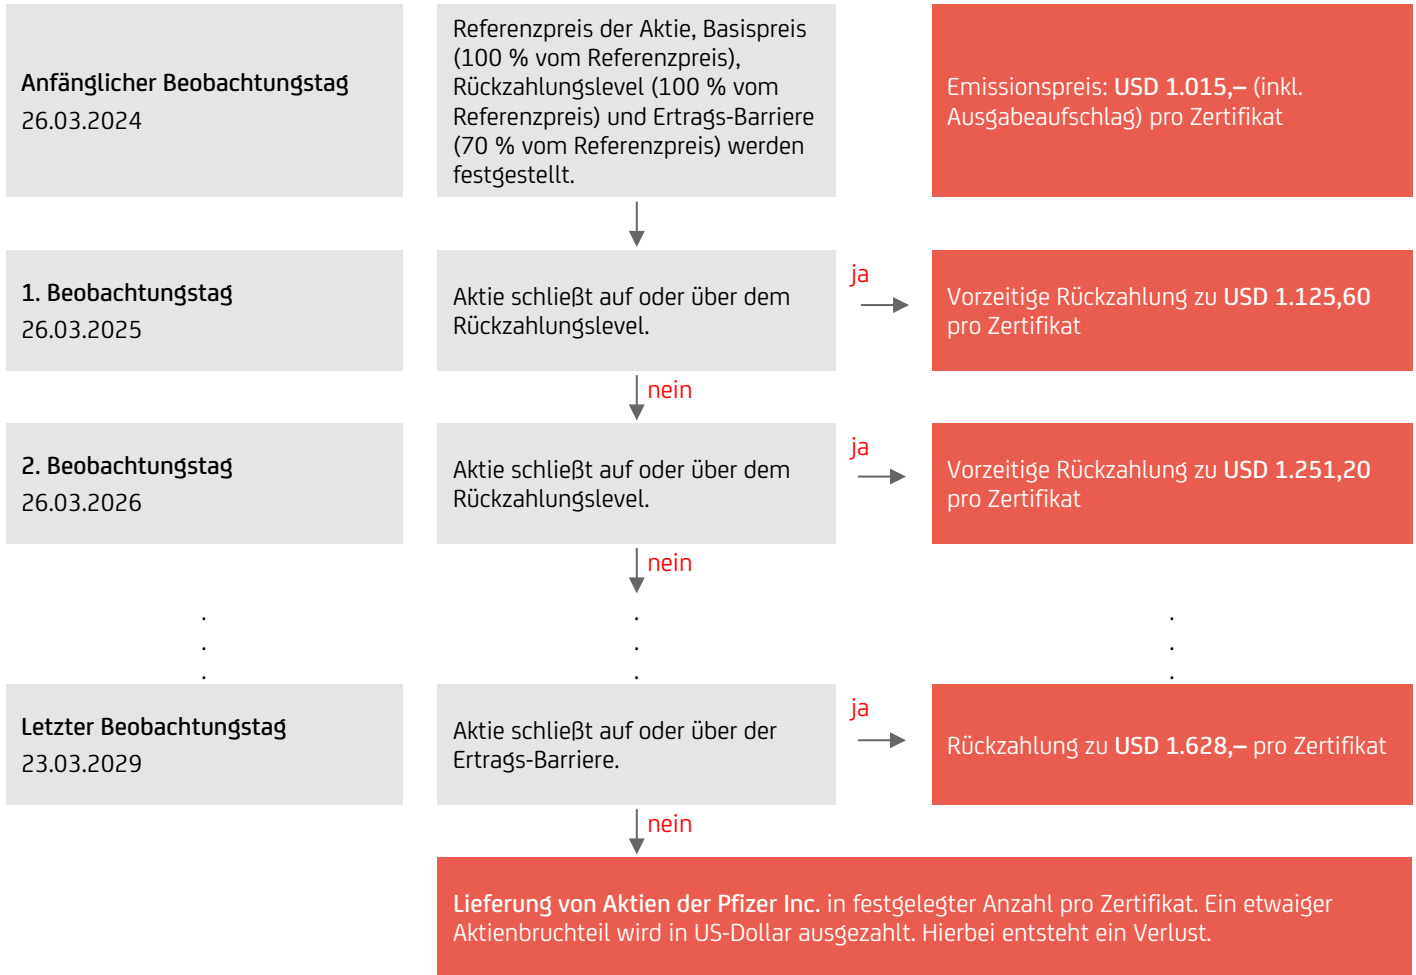 Anfänglicher Beobachtungstag
26.03.2024
Referenzpreis der Aktie, Basispreis
(100 % vom Referenzpreis),
Rückzahlungslevel (100 % vom
Referenzpreis) und Ertrags-Barriere
(70 % vom Referenzpreis) werden
festgestellt.
Emissionspreis: USD 1.015,– (inkl.
Ausgabeaufschlag) pro Zertifikat
1. Beobachtungstag
26.03.2025
Aktie schließt auf oder über dem
Rückzahlungslevel.
ja
Vorzeitige Rückzahlung zu USD 1.125,60
pro Zertifikat
nein
2. Beobachtungstag
26.03.2026
Aktie schließt auf oder über dem
Rückzahlungslevel.
ja
Vorzeitige Rückzahlung zu USD 1.251,20
pro Zertifikat
nein
. . .
. . .
. . .
Letzter Beobachtungstag
23.03.2029
Aktie schließt auf oder über der
Ertrags-Barriere.
ja
Rückzahlung zu USD 1.628,– pro Zertifikat
nein
Lieferung von Aktien der Pfizer Inc. in festgelegter Anzahl pro Zertifikat. Ein etwaiger
Aktienbruchteil wird in US-Dollar ausgezahlt. Hierbei entsteht ein Verlust.